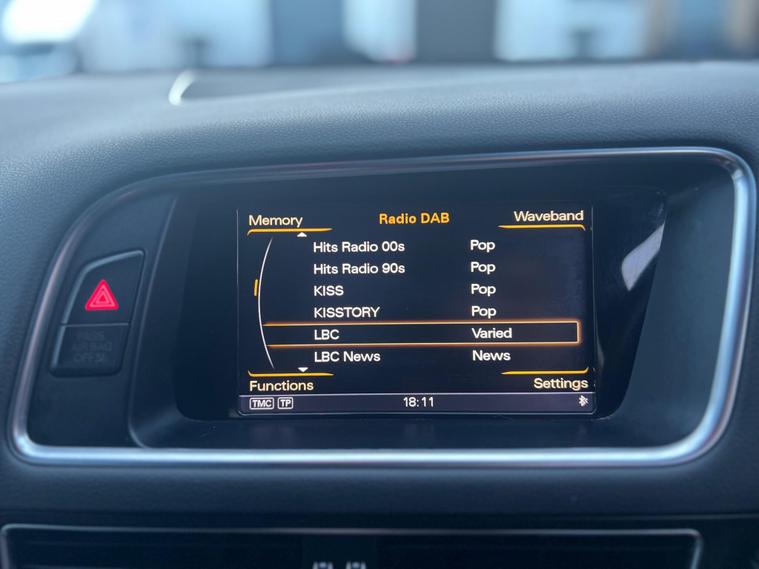 Memory Radio DAB Waveband
Hits Radio 00s Pop
Hits Radio 90s Pop
KISS Pop
KISSTORY Pop
LBC Varied
LBC News News
Functions Settings
TMC TP 18:11